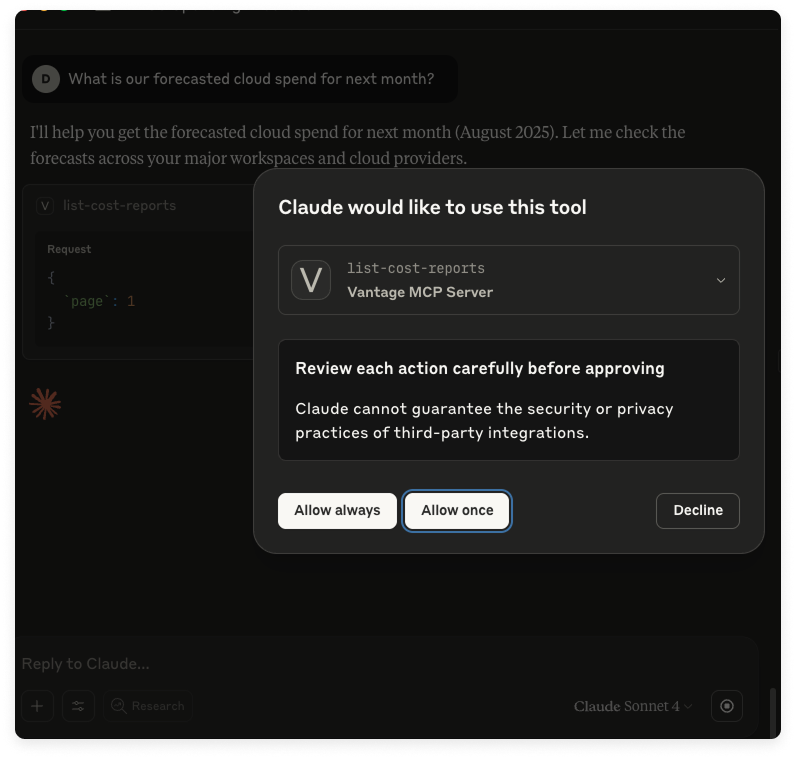 D What is our forecasted cloud spend for next month?
I'll help you get the forecasted cloud spend for next month (August 2025). Let me check the
forecasts across your major workspaces and cloud providers.
V list-cost-reports
Request
{
`page`: 1
}
Claude would like to use this tool
V
list-cost-reports
Vantage MCP Server
Review each action carefully before approving
Claude cannot guarantee the security or privacy
practices of third-party integrations.
Allow always
Allow once
Decline
Reply to Claude...
Research
Claude Sonnet 4